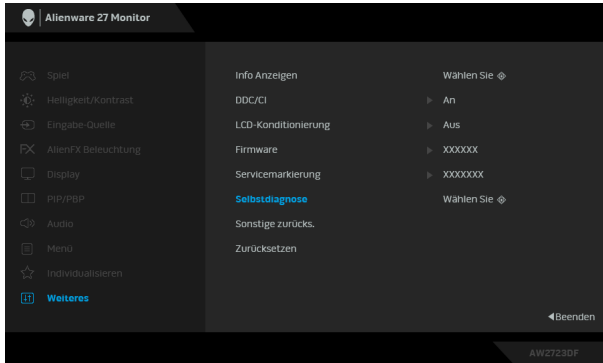 Alienware 27 Monitor
Spiel
Helligkeit/Kontrast
Eingabe-Quelle
FX AlienFX Beleuchtung
Display
PIP/PBP
Audio
Menü
Individualisieren
Weiteres
Info Anzeigen Wählen Sie
DDC/CI An
LCD-Konditionierung Aus
Firmware XXXXXX
Servicemarkierung XXXXXXX
Selbstdiagnose Wählen Sie
Sonstige zurücks.
Zurücksetzen
Beenden
AW2723DF